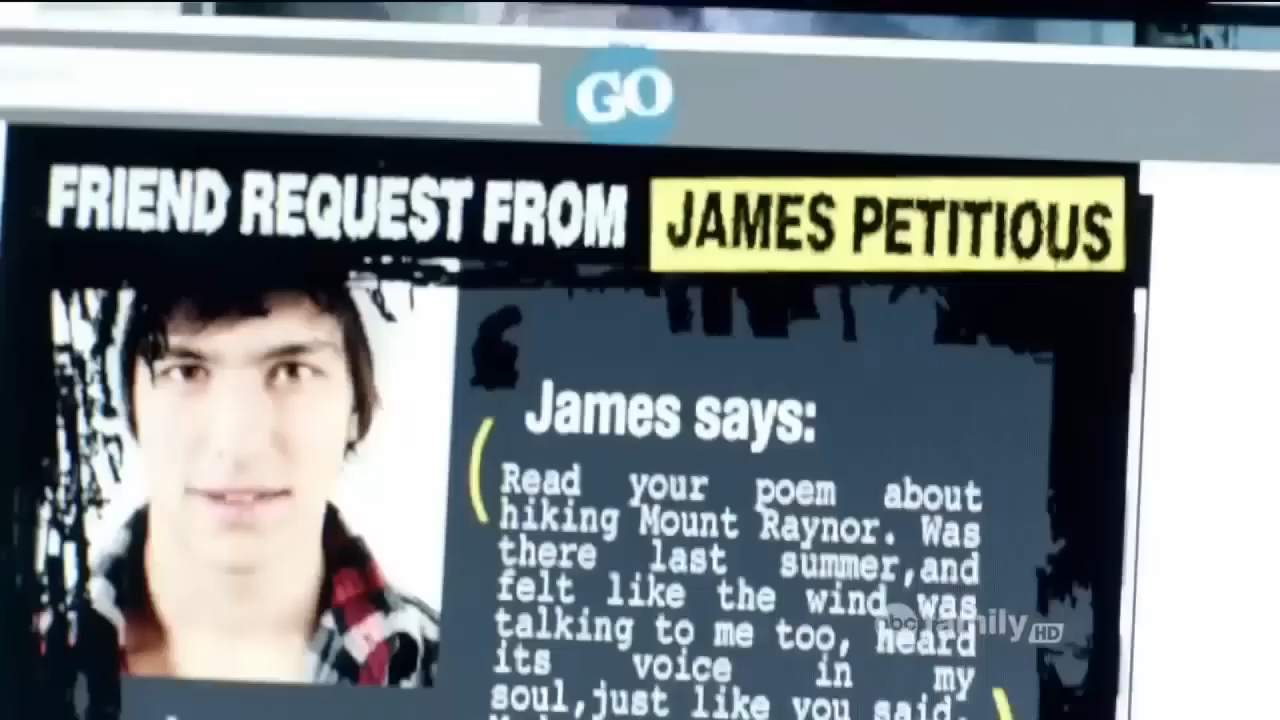 GO
FRIEND REQUEST FROM JAMES PETITIOUS
James says:
Read your poem about
hiking Mount Raynor. Was
there last summer,and
felt like the wind was
talking to me too, heard
its voice in my
soul,just like you said.
abc family HD